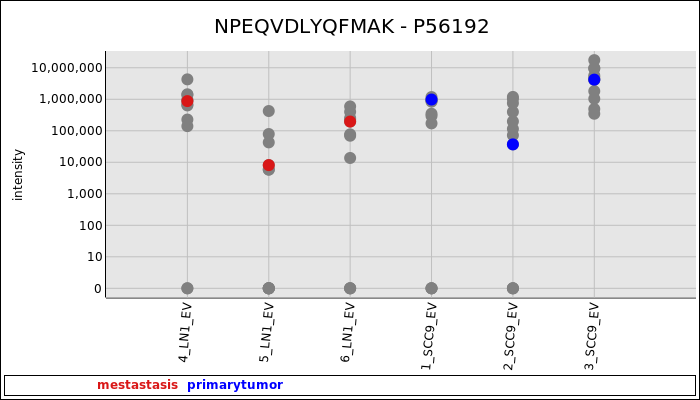 NPEQVDLYQFMAK - P56192
intensity
10,000,000
1,000,000
100,000
10,000
1,000
100
10
0
4_LN1_EV
5_LN1_EV
6_LN1_EV
1_SCC9_EV
2_SCC9_EV
3_SCC9_EV
mestastasis primarytumor